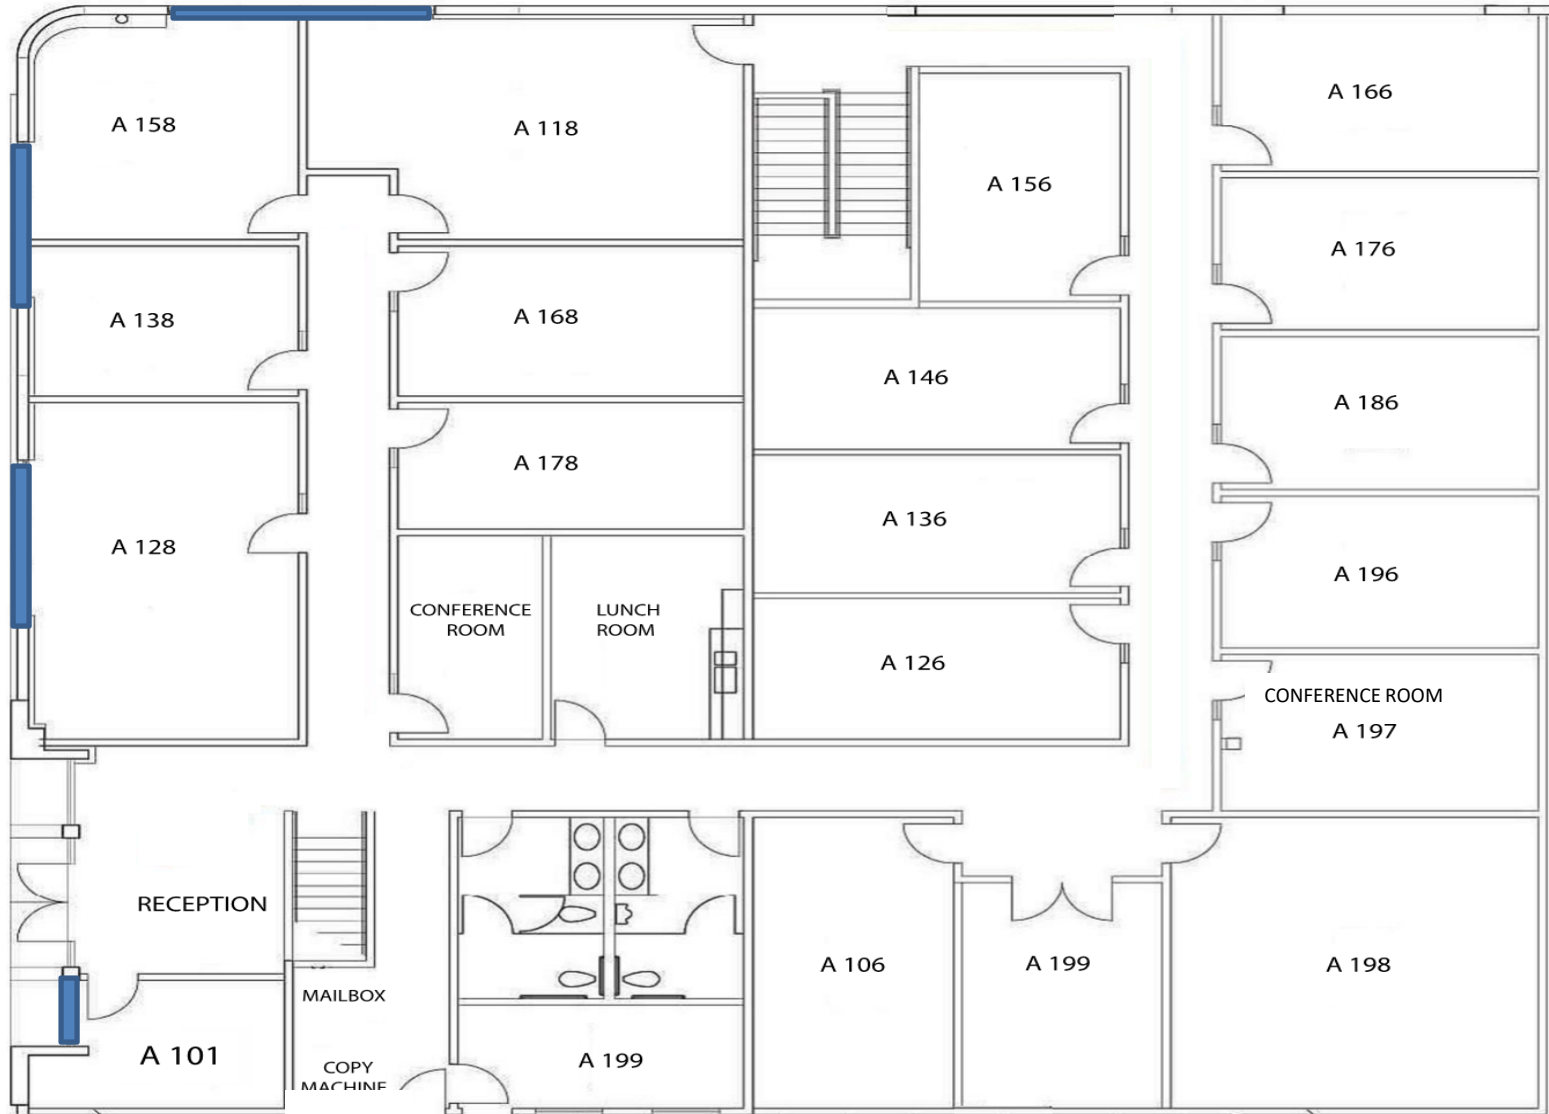 A 158
A 118
A 166
A 156
A 176
A 138
A 168
A 146
A 186
A 178
A 128
A 136
A 196
CONFERENCE
ROOM
LUNCH
ROOM
A 126
CONFERENCE ROOM
A 197
RECEPTION
A 106
A 199
A 198
MAILBOX
A 101
COPY
MACHINE
A 199